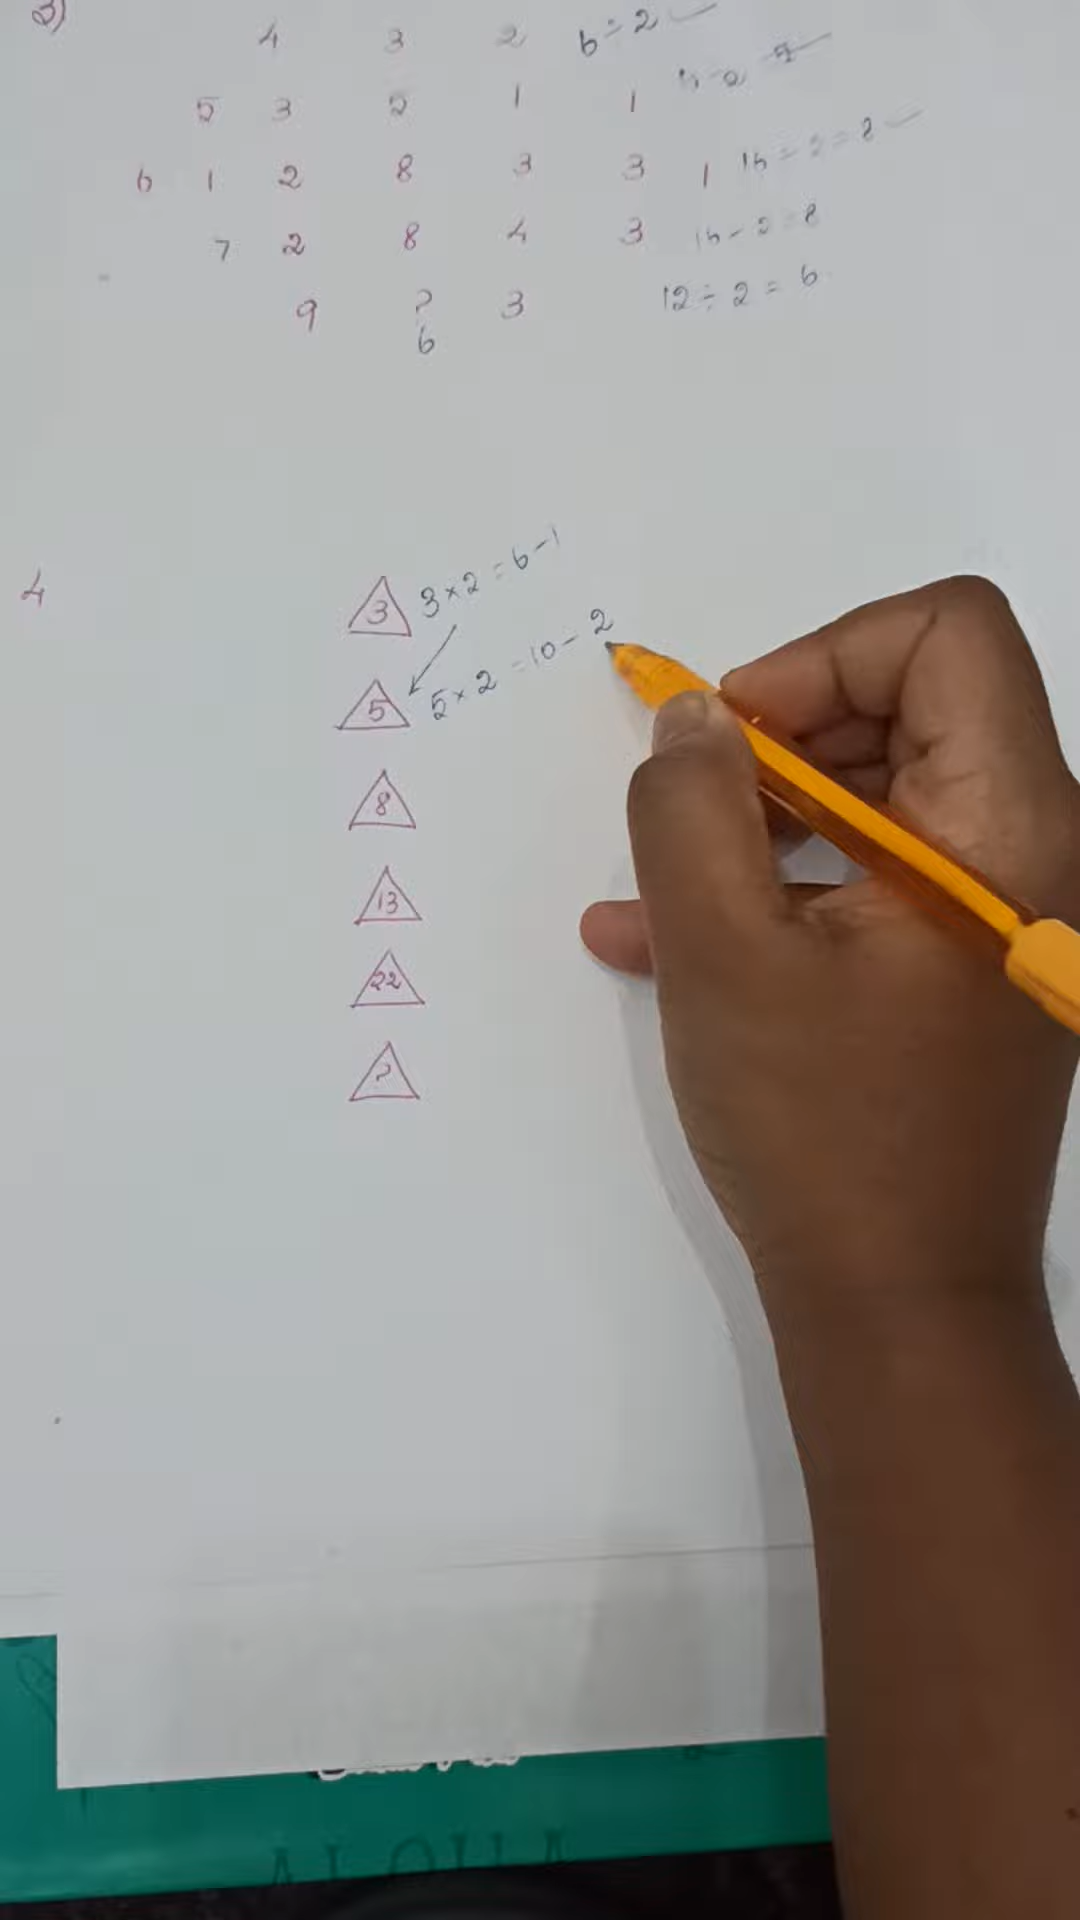 3)
4 3 2 6÷2
5 3 2 1 1
6 1 2 8 3 3 1 16÷2=8
7 2 8 4 3 16-2=8
9 ? 3 12÷2=6
6
4
3 3×2=6-1
5 5×2=10-2
8
13
22
?